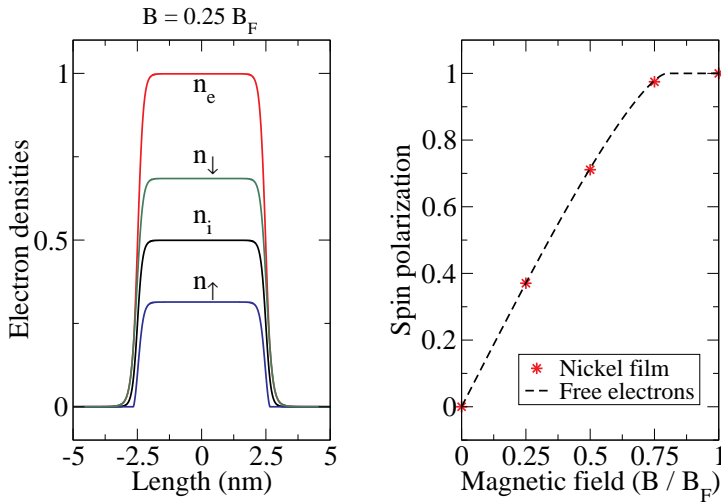 B = 0.25 B_F
Electron densities
1
0.5
0
n_e
n_↓
n_i
n_↑
-5
-2.5
0
2.5
5
Length (nm)
Spin polarization
1
0.8
0.6
0.4
0.2
0
Nickel film
Free electrons
0
0.25
0.5
0.75
1
Magnetic field (B / B_F)